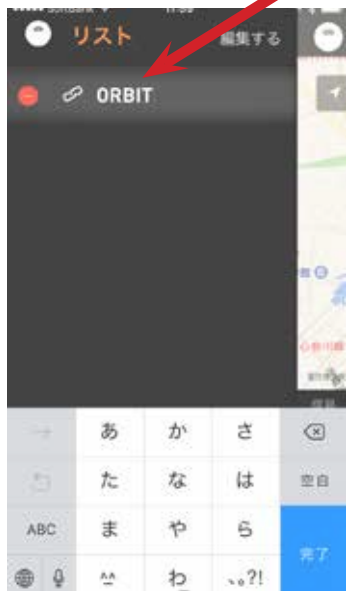 リスト 編集する
ORBIT
あ か さ
た な は 空白
ABC ま や ら
^^ わ 、。?! 完了